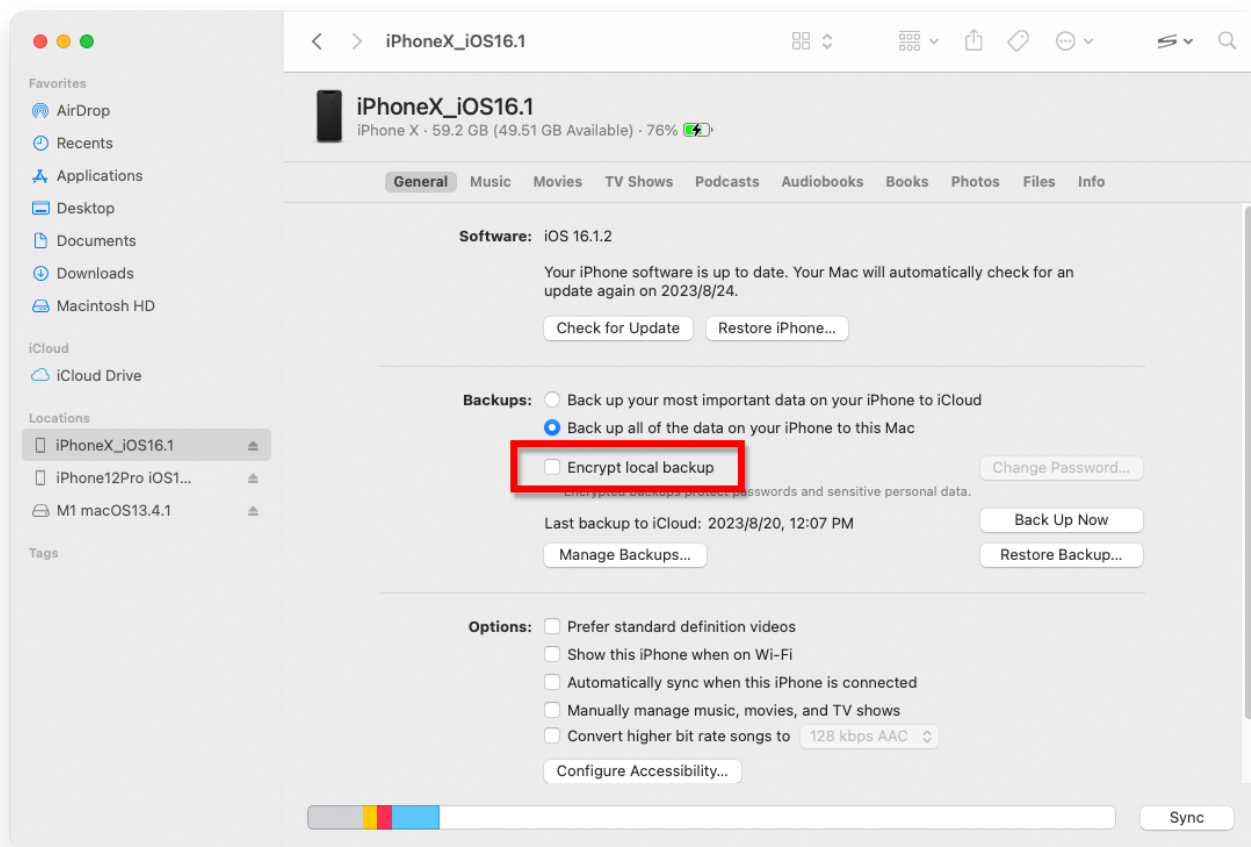 iPhoneX_iOS16.1
Favorites
AirDrop
Recents
Applications
Desktop
Documents
Downloads
Macintosh HD
iCloud
iCloud Drive
Locations
iPhoneX_iOS16.1
iPhone12Pro iOS1...
M1 macOS13.4.1
Tags
iPhoneX_iOS16.1
iPhone X · 59.2 GB (49.51 GB Available) · 76%
General Music Movies TV Shows Podcasts Audiobooks Books Photos Files Info
Software: iOS 16.1.2
Your iPhone software is up to date. Your Mac will automatically check for an
update again on 2023/8/24.
Check for Update Restore iPhone...
Backups: Back up your most important data on your iPhone to iCloud
Back up all of the data on your iPhone to this Mac
Encrypt local backup Change Password...
Encrypted backups protect passwords and sensitive personal data.
Last backup to iCloud: 2023/8/20, 12:07 PM Back Up Now
Manage Backups... Restore Backup...
Options: Prefer standard definition videos
Show this iPhone when on Wi-Fi
Automatically sync when this iPhone is connected
Manually manage music, movies, and TV shows
Convert higher bit rate songs to 128 kbps AAC
Configure Accessibility...
Sync